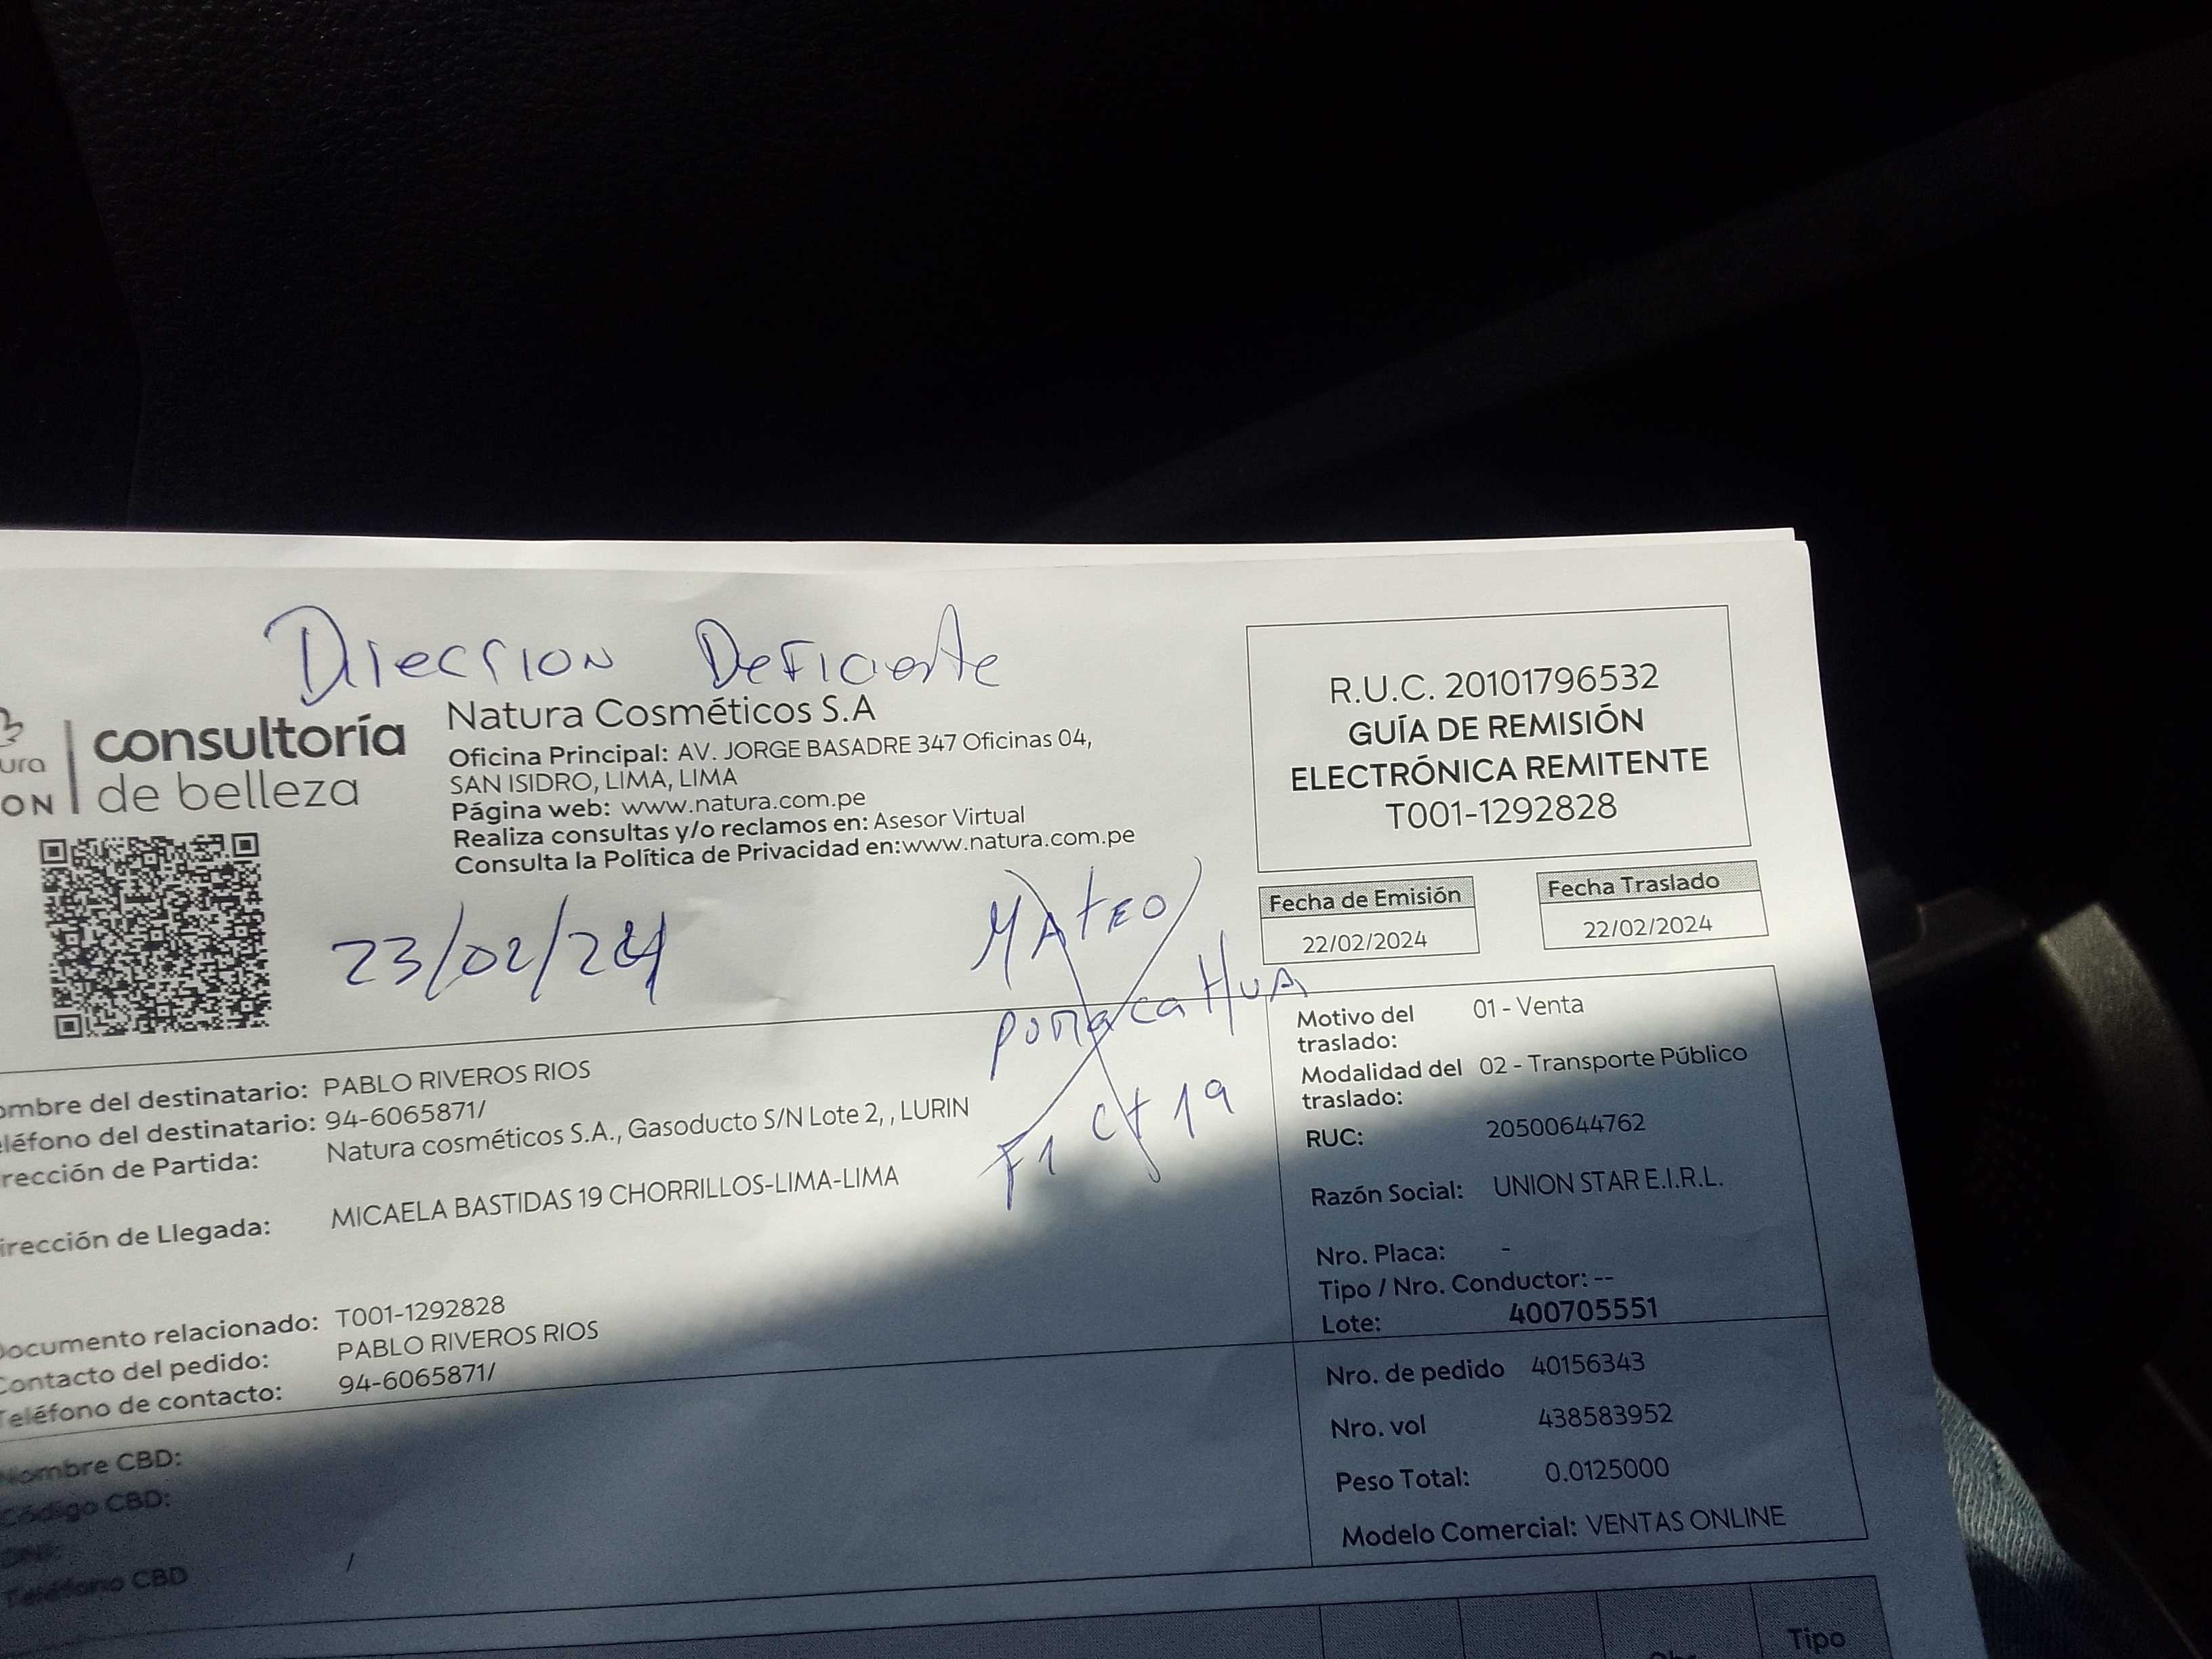 Direccion Deficiente
ura
ON
consultoría
de belleza
Natura Cosméticos S.A
Oficina Principal: AV. JORGE BASADRE 347 Oficinas 04,
SAN ISIDRO, LIMA, LIMA
Página web: www.natura.com.pe
Realiza consultas y/o reclamos en: Asesor Virtual
Consulta la Política de Privacidad en:www.natura.com.pe
R.U.C. 20101796532
GUÍA DE REMISIÓN
ELECTRÓNICA REMITENTE
T001-1292828
Fecha de Emisión
22/02/2024
Fecha Traslado
22/02/2024
23/02/24
MATEO
pumacaHUA
F1 Ct 19
ombre del destinatario: PABLO RIVEROS RIOS
eléfono del destinatario: 94-6065871/
rección de Partida: Natura cosméticos S.A., Gasoducto S/N Lote 2, , LURIN
irección de Llegada: MICAELA BASTIDAS 19 CHORRILLOS-LIMA-LIMA
Documento relacionado: T001-1292828
Contacto del pedido: PABLO RIVEROS RIOS
Teléfono de contacto: 94-6065871/
Nombre CBD:
Código CBD:
DNI:
Teléfono CBD /
Motivo del traslado: 01 - Venta
Modalidad del traslado: 02 - Transporte Público
RUC: 20500644762
Razón Social: UNION STAR E.I.R.L.
Nro. Placa: -
Tipo / Nro. Conductor: --
Lote: 400705551
Nro. de pedido 40156343
Nro. vol 438583952
Peso Total: 0.0125000
Modelo Comercial: VENTAS ONLINE
Tipo